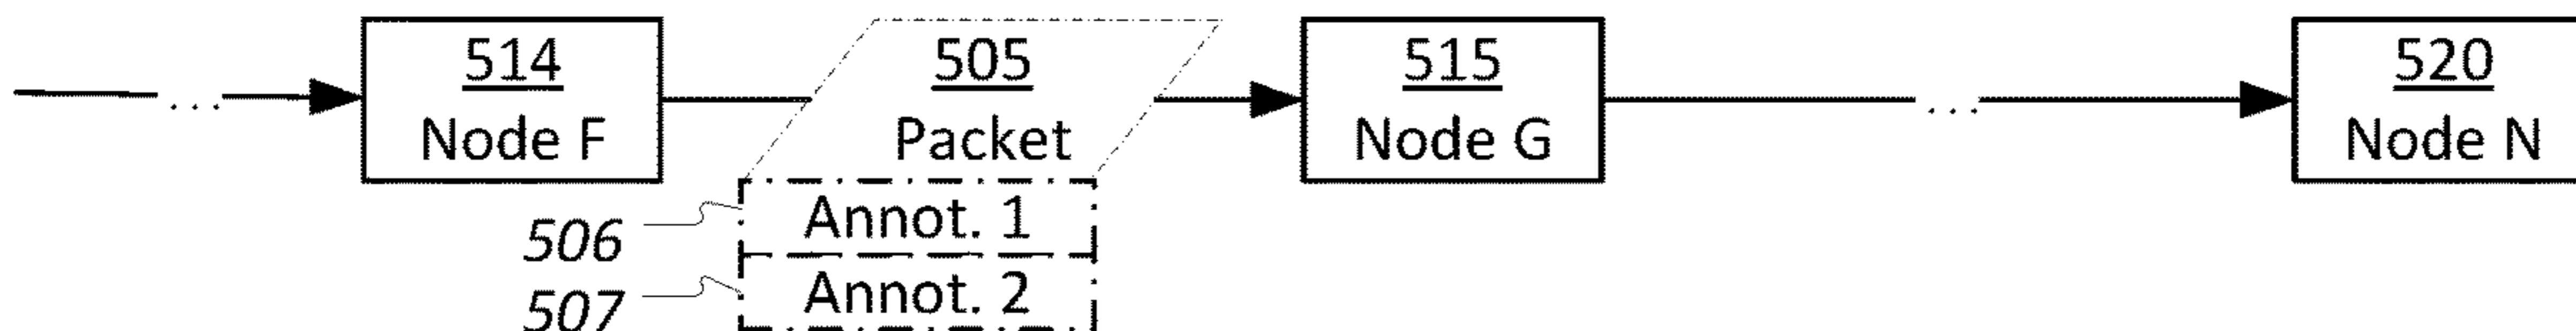 514
Node F
505
Packet
515
Node G
520
Node N
...
...
506
Annot. 1
507
Annot. 2